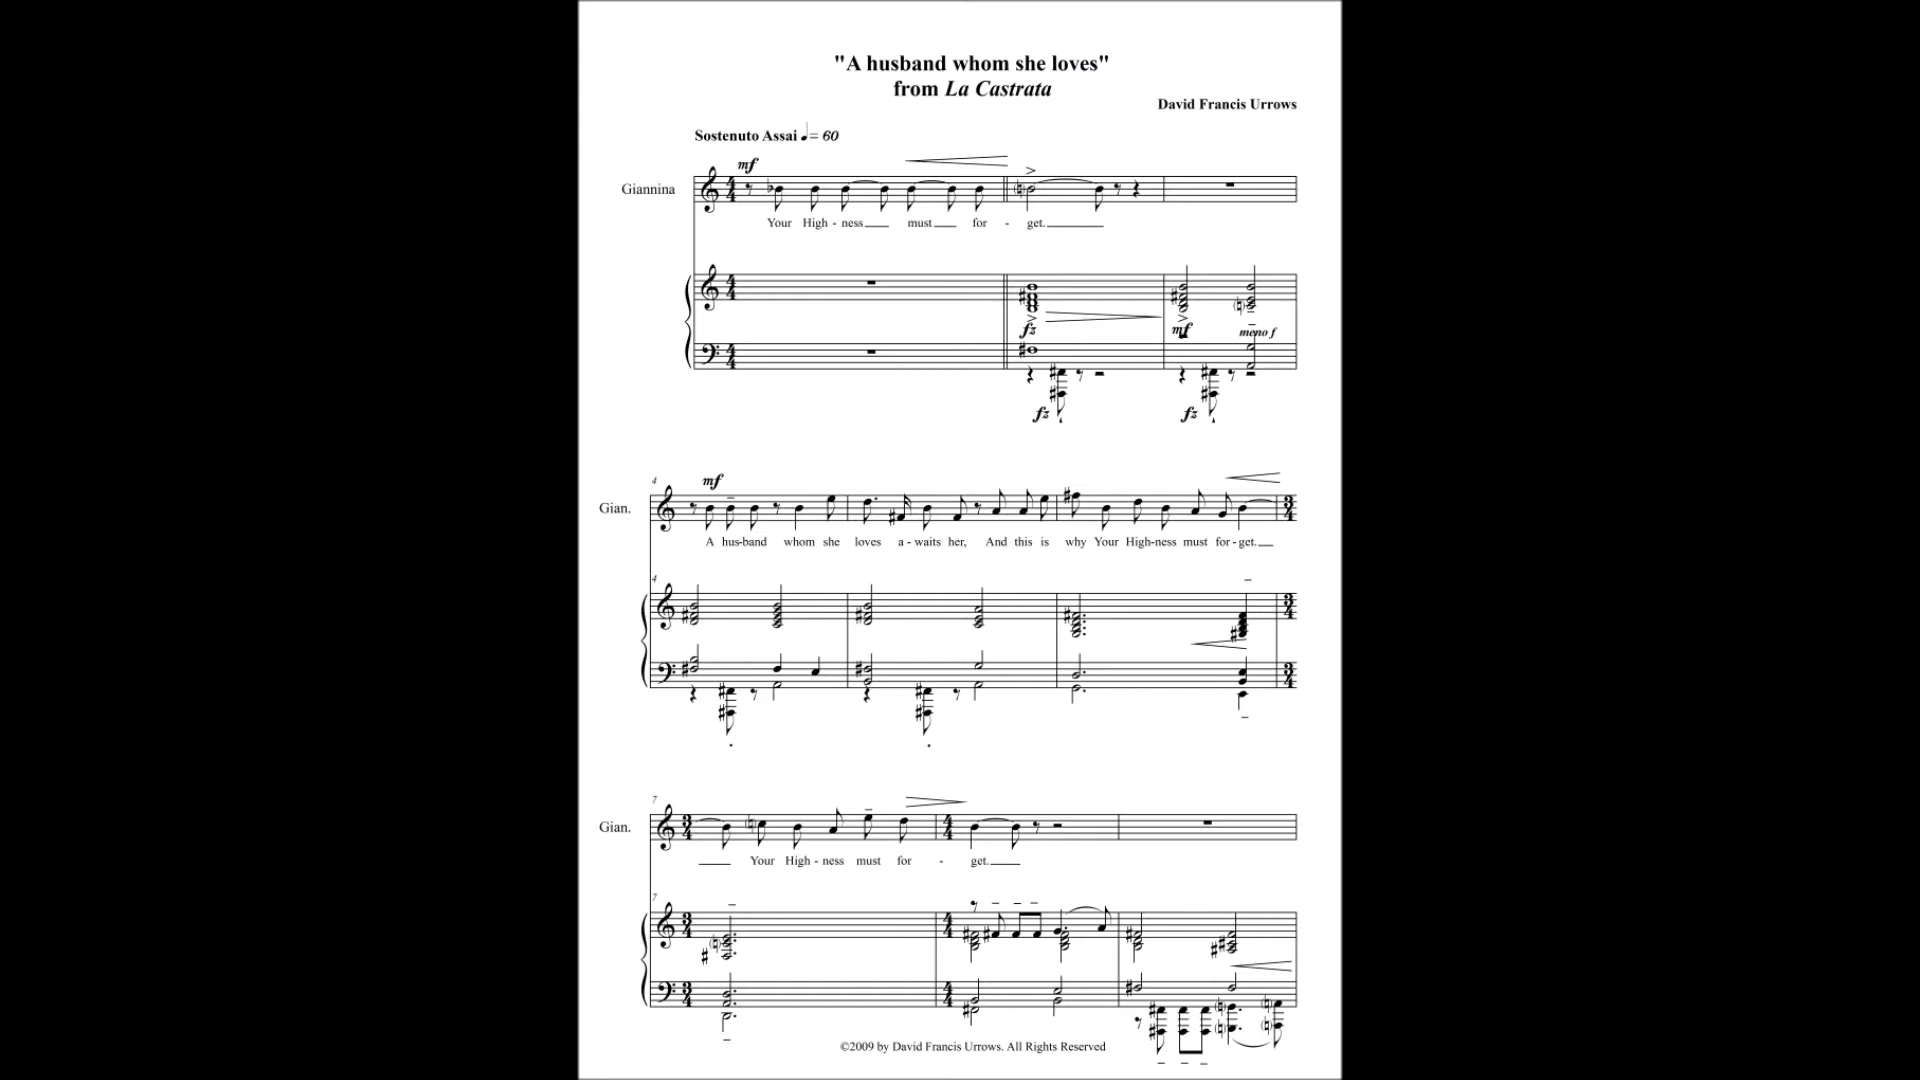 "A husband whom she loves"
from La Castrata
David Francis Urrows
Sostenuto Assai ♩= 60
mf
Giannina
Your High - ness must for - get.
fz mf meno f
fz fz
4 mf
Gian.
A hus-band whom she loves a - waits her, And this is why Your High-ness must for - get.
4
7
Gian.
Your High - ness must for - get.
7
©2009 by David Francis Urrows. All Rights Reserved